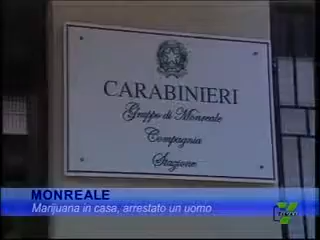 CARABINIERI
Gruppo di Monreale
Compagnia
Stazione
MONREALE
Marijuana in casa, arrestato un uomo